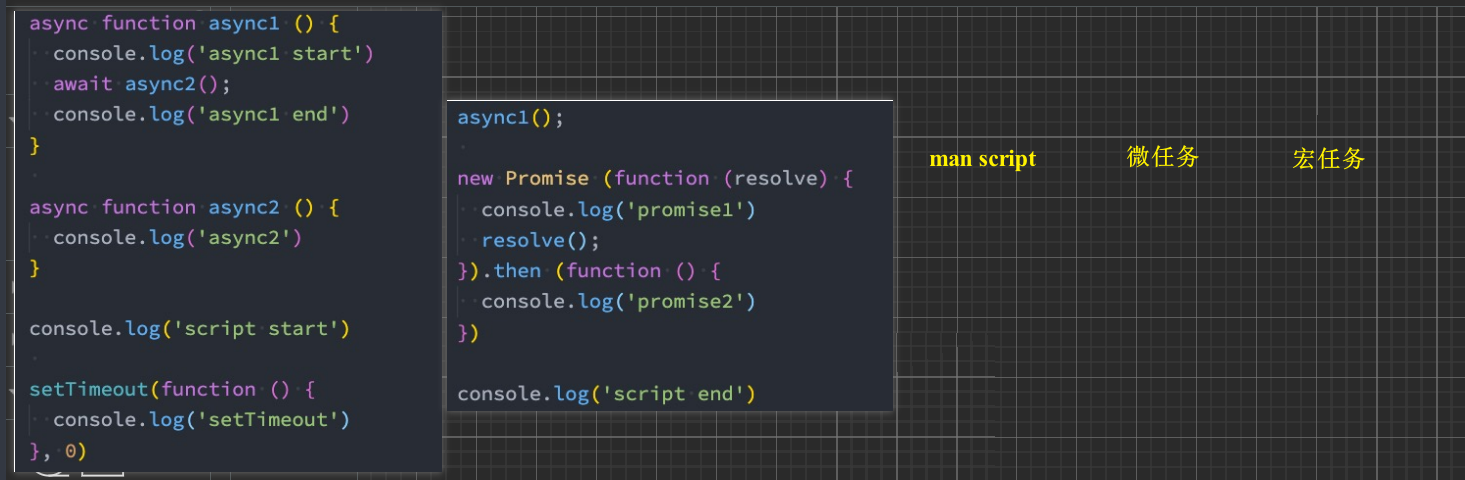 async function async1 () {
  console.log('async1 start')
  await async2();
  console.log('async1 end')
}
async function async2 () {
  console.log('async2')
}
console.log('script start')
setTimeout(function () {
  console.log('setTimeout')
}, 0)
async1();
new Promise (function (resolve) {
  console.log('promise1')
  resolve();
}).then (function () {
  console.log('promise2')
})
console.log('script end')
man script
微任务
宏任务